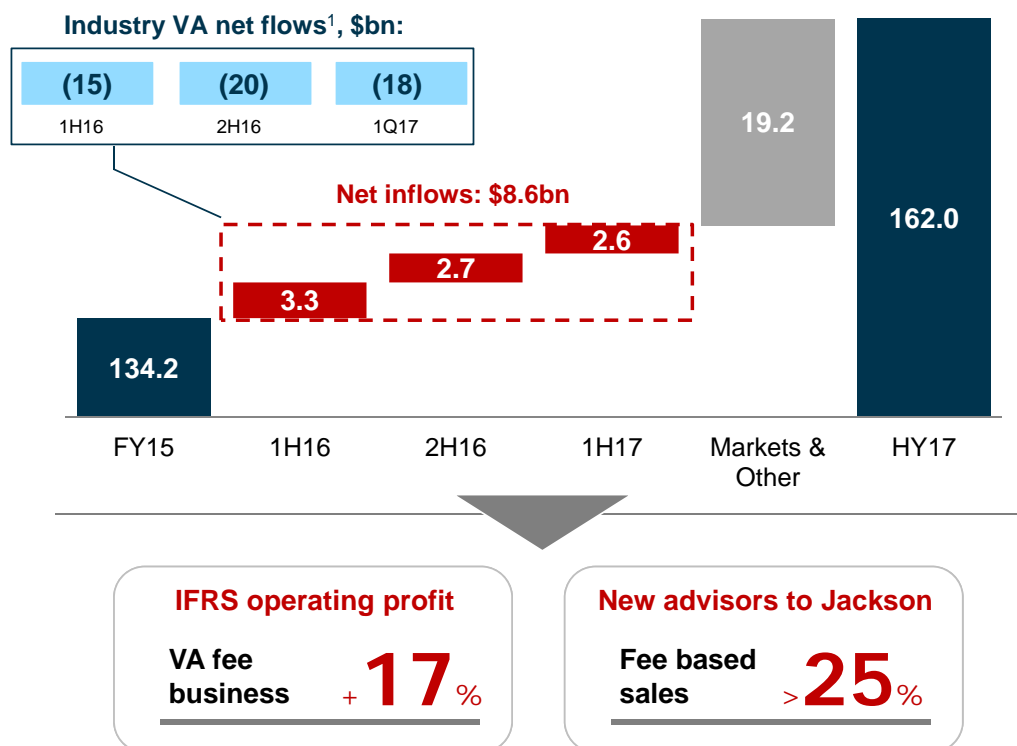 Industry VA net flows¹, $bn:
(15) (20) (18)
1H16 2H16 1Q17
Net inflows: $8.6bn
134.2
3.3
2.7
2.6
19.2
162.0
FY15 1H16 2H16 1H17 Markets & Other HY17
IFRS operating profit
VA fee business
+17%
New advisors to Jackson
Fee based sales
>25%